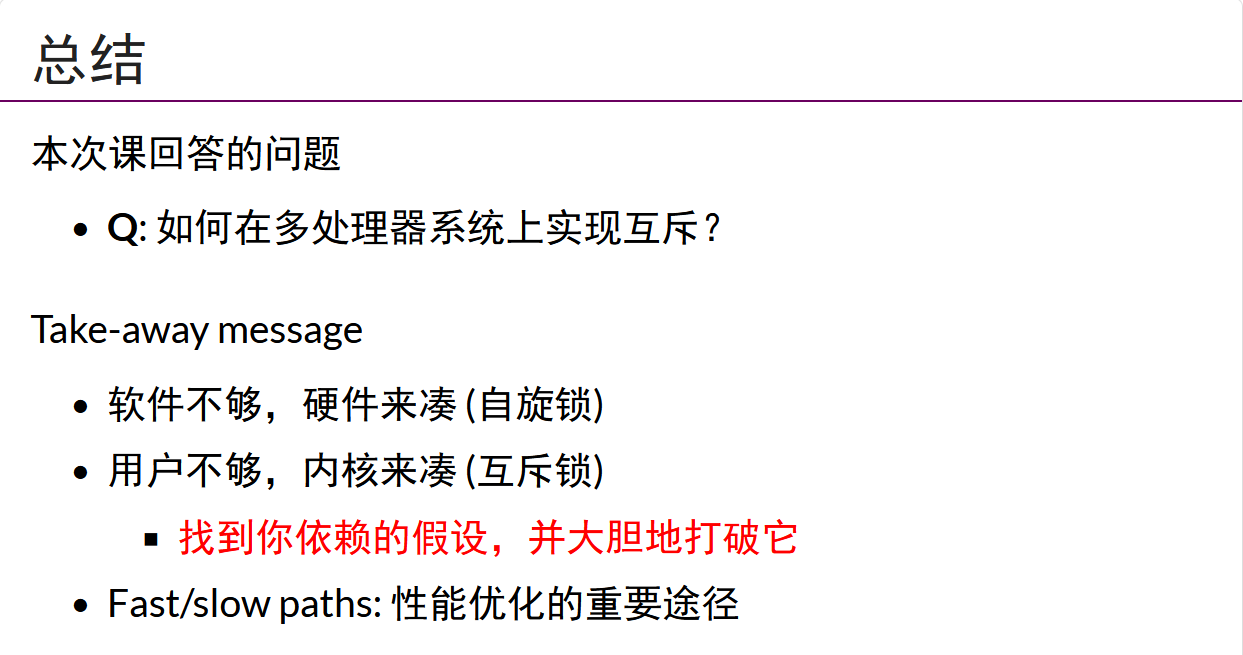 总结
本次课回答的问题
• Q: 如何在多处理器系统上实现互斥？
Take-away message
• 软件不够，硬件来凑 (自旋锁)
• 用户不够，内核来凑 (互斥锁)
▪ 找到你依赖的假设，并大胆地打破它
• Fast/slow paths: 性能优化的重要途径